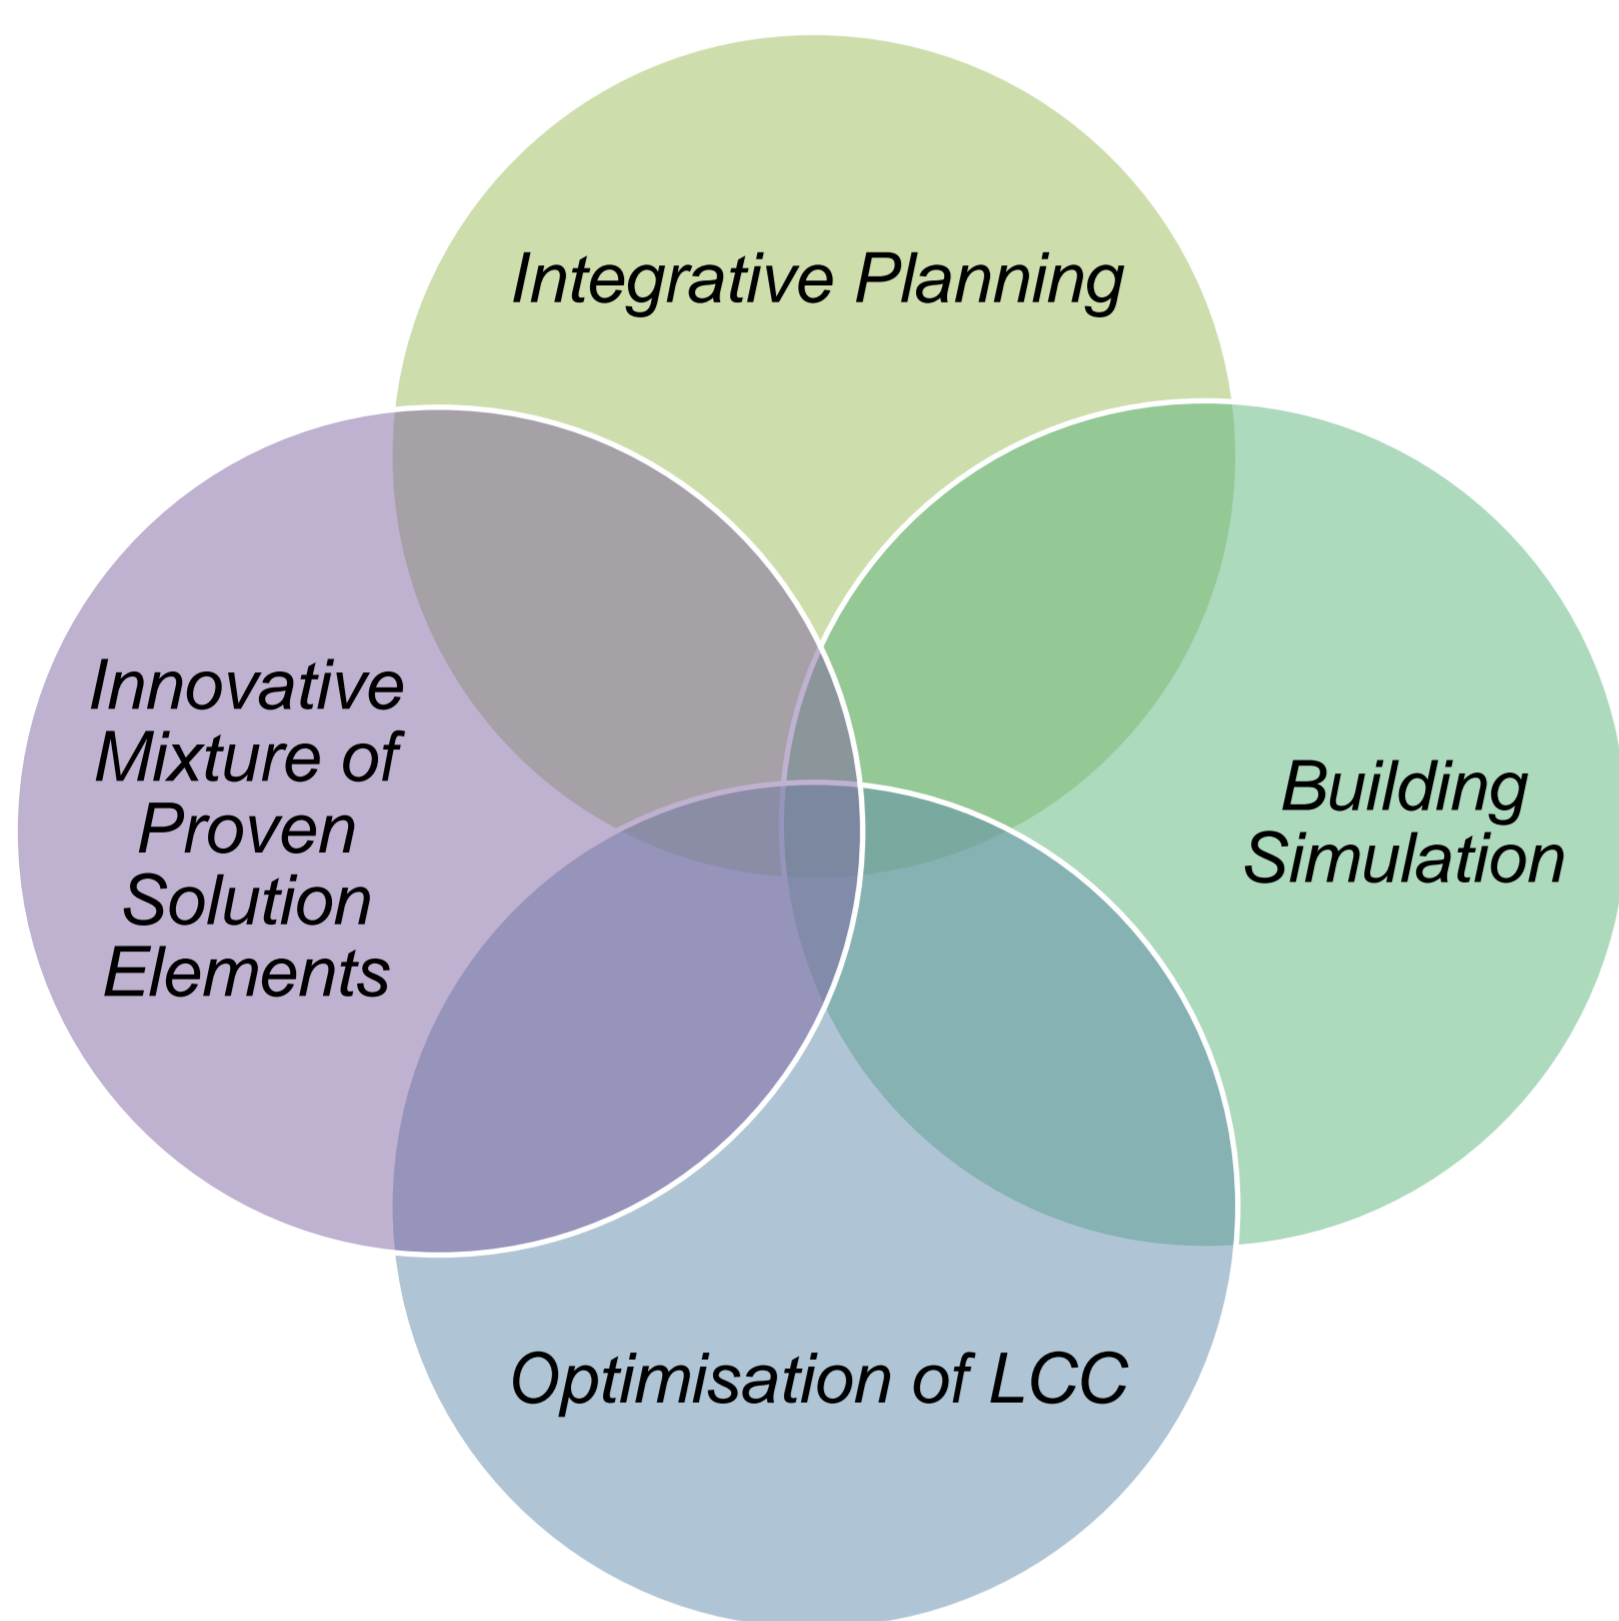 Integrative Planning
Innovative
Mixture of
Proven
Solution
Elements
Building
Simulation
Optimisation of LCC